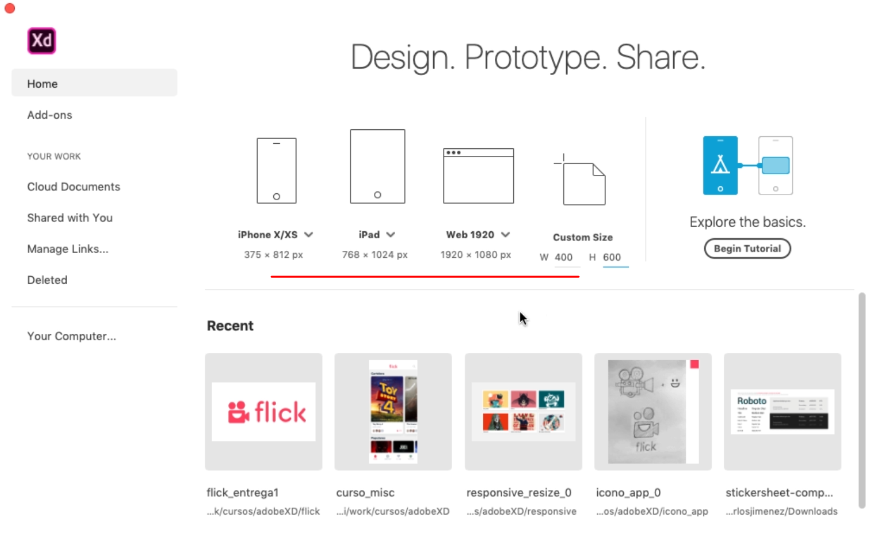 Xd
Design. Prototype. Share.
Home
Add-ons
YOUR WORK
Cloud Documents
Shared with You
Manage Links...
Deleted
Your Computer...
iPhone X/XS
375 × 812 px
iPad
768 × 1024 px
Web 1920
1920 × 1080 px
Custom Size
W 400 H 600
Explore the basics.
Begin Tutorial
Recent
flick
flick
TOY
4
flick
Roboto
flick_entrega1
...k/cursos/adobeXD/flick
curso_misc
...i/work/cursos/adobeXD
responsive_resize_0
...s/adobeXD/responsive
icono_app_0
...os/adobeXD/icono_app
stickersheet-comp...
...rlosjimenez/Downloads